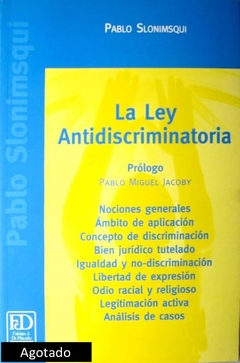 PABLO SLONIMSQUI
Pablo Slonimsqui
La Ley
Antidiscriminatoria
Prólogo
PABLO MIGUEL JACOBY
Nociones generales
Ámbito de aplicación
Concepto de discriminación
Bien jurídico tutelado
Igualdad y no-discriminación
Libertad de expresión
Odio racial y religioso
Legitimación activa
Análisis de casos
FD
Agotado